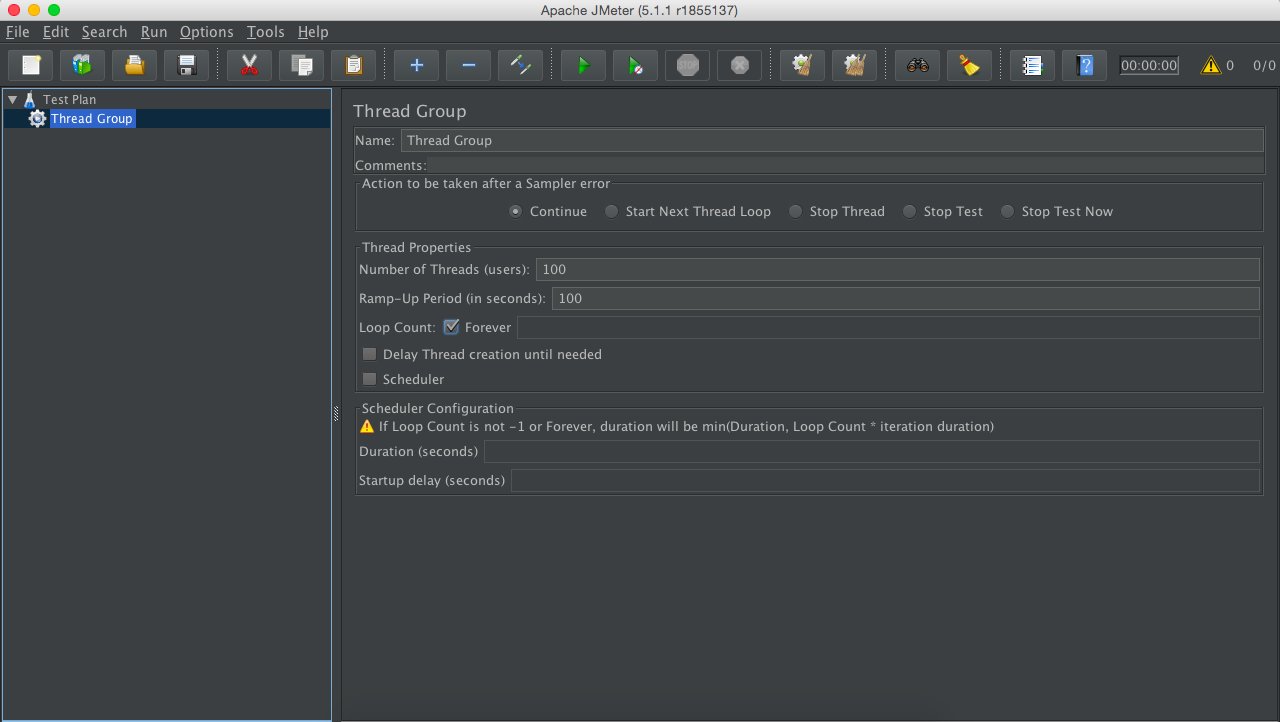 Apache JMeter (5.1.1 r1855137)
File Edit Search Run Options Tools Help
STOP ? 00:00:00 0 0/0
Test Plan
Thread Group
Thread Group
Name: Thread Group
Comments:
Action to be taken after a Sampler error
Continue Start Next Thread Loop Stop Thread Stop Test Stop Test Now
Thread Properties
Number of Threads (users): 100
Ramp-Up Period (in seconds): 100
Loop Count: Forever
Delay Thread creation until needed
Scheduler
Scheduler Configuration
If Loop Count is not -1 or Forever, duration will be min(Duration, Loop Count * iteration duration)
Duration (seconds)
Startup delay (seconds)